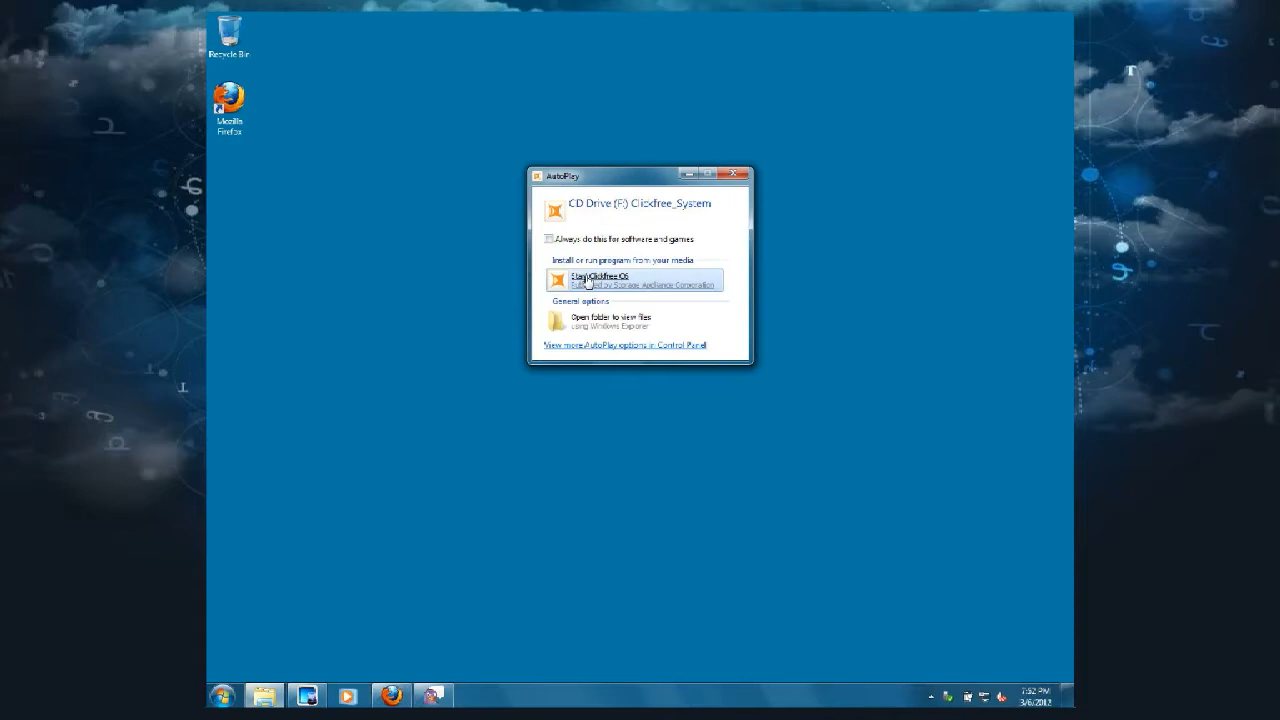 Recycle Bin
Mozilla
Firefox
AutoPlay
CD Drive (F:) Clickfree_System
Always do this for software and games
Install or run program from your media
Start Clickfree C6
Published by Storage Appliance Corporation
General options
Open folder to view files
using Windows Explorer
View more AutoPlay options in Control Panel
7:52 PM
3/6/2012